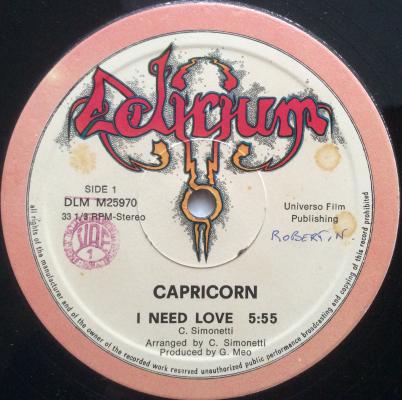 Delirium
SIDE 1
DLM M25970
33 1/3 RPM-Stereo
Universo Film
Publishing
1
CAPRICORN
I NEED LOVE 5:55
C. Simonetti
Arranged by C. Simonetti
Produced by G. Meo
all rights of the manufacturer and of the owner of the recorded work reserved unauthorized public performance broadcasting and copying of this record prohibited